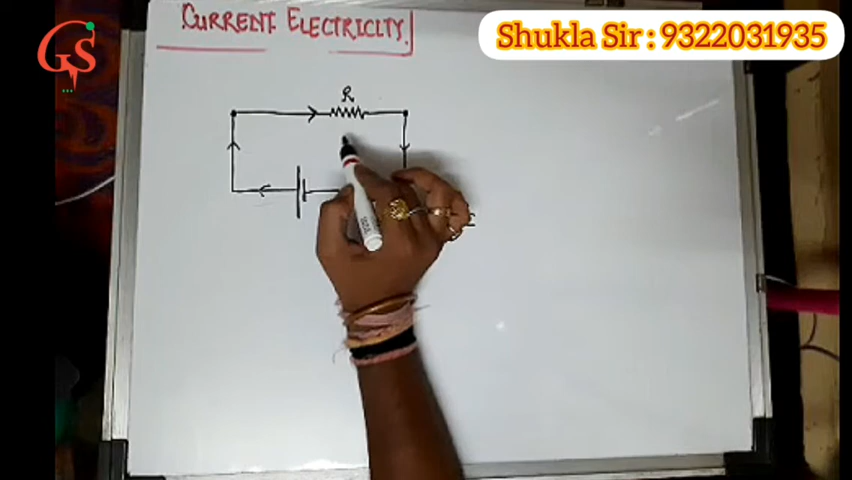 CURRENT ELECTRICITY.
Shukla Sir : 9322031935
GS
R